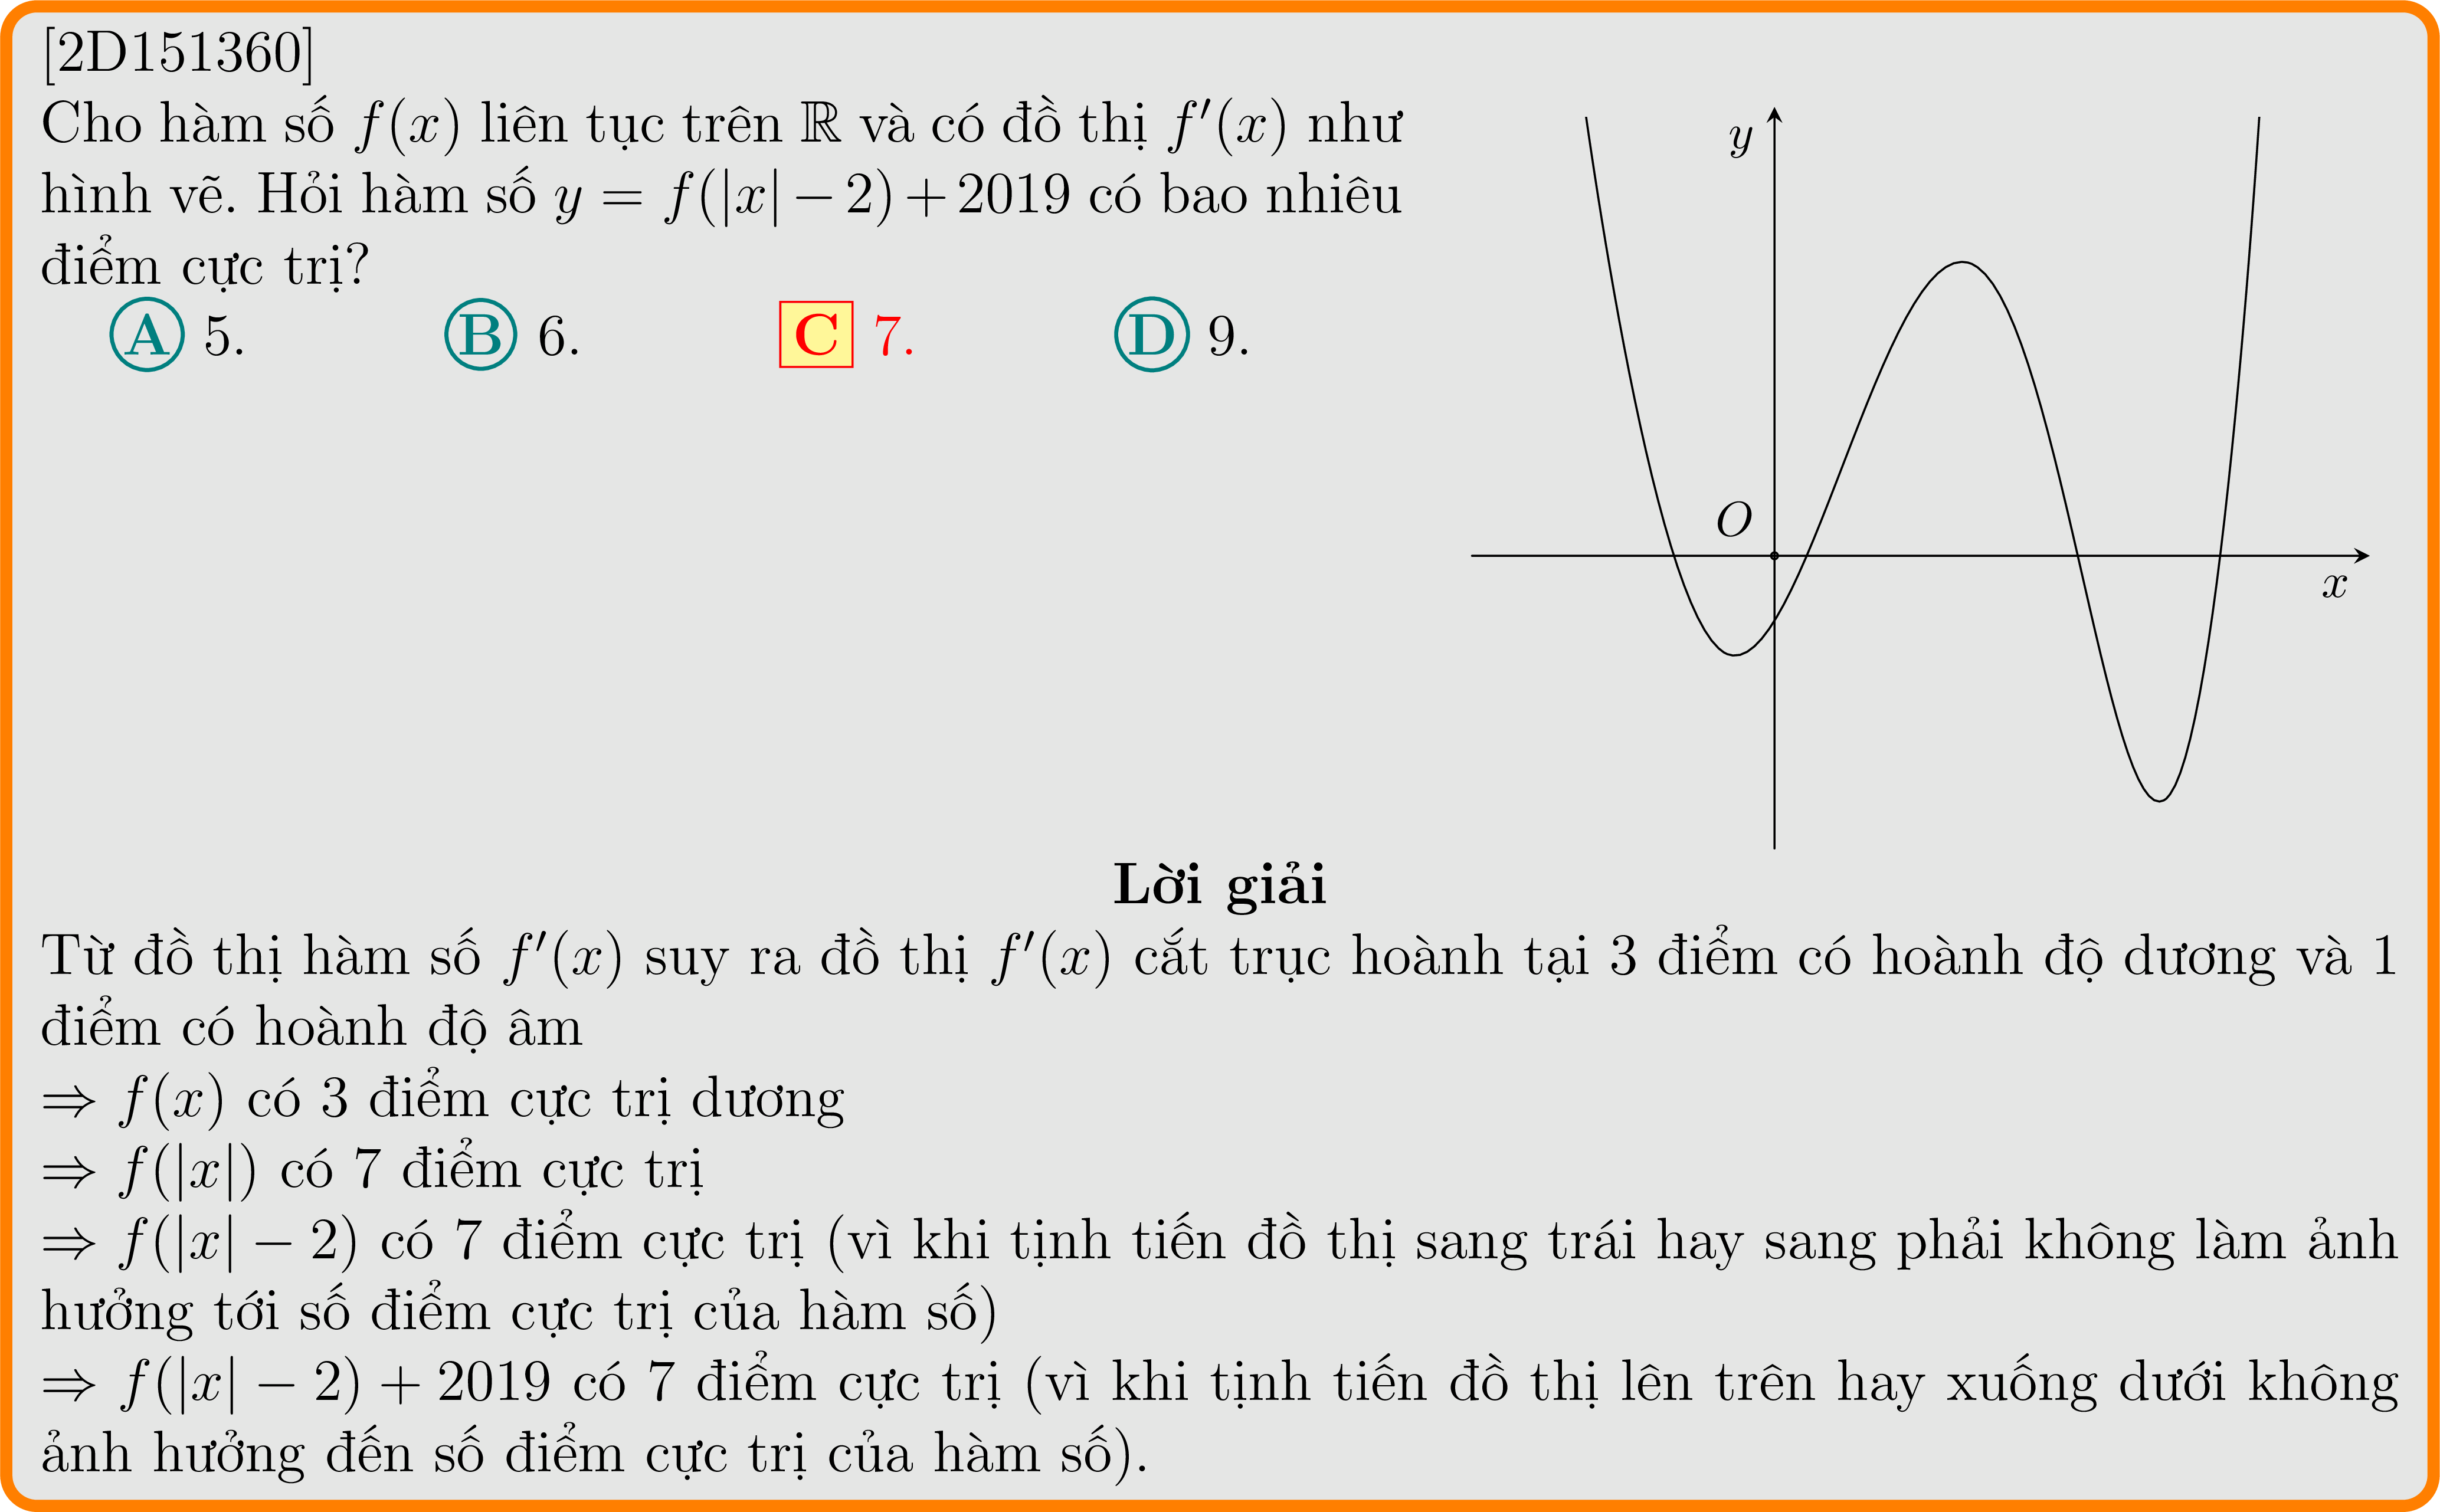 [2D151360]
Cho hàm số f(x) liên tục trên ℝ và có đồ thị f′(x) như
hình vẽ. Hỏi hàm số y = f(|x| − 2) + 2019 có bao nhiêu
điểm cực trị?
A 5. B 6. C 7. D 9.
y
O
x
Lời giải
Từ đồ thị hàm số f′(x) suy ra đồ thị f′(x) cắt trục hoành tại 3 điểm có hoành độ dương và 1
điểm có hoành độ âm
⇒ f(x) có 3 điểm cực trị dương
⇒ f(|x|) có 7 điểm cực trị
⇒ f(|x| − 2) có 7 điểm cực trị (vì khi tịnh tiến đồ thị sang trái hay sang phải không làm ảnh
hưởng tới số điểm cực trị của hàm số)
⇒ f(|x| − 2) + 2019 có 7 điểm cực trị (vì khi tịnh tiến đồ thị lên trên hay xuống dưới không
ảnh hưởng đến số điểm cực trị của hàm số).